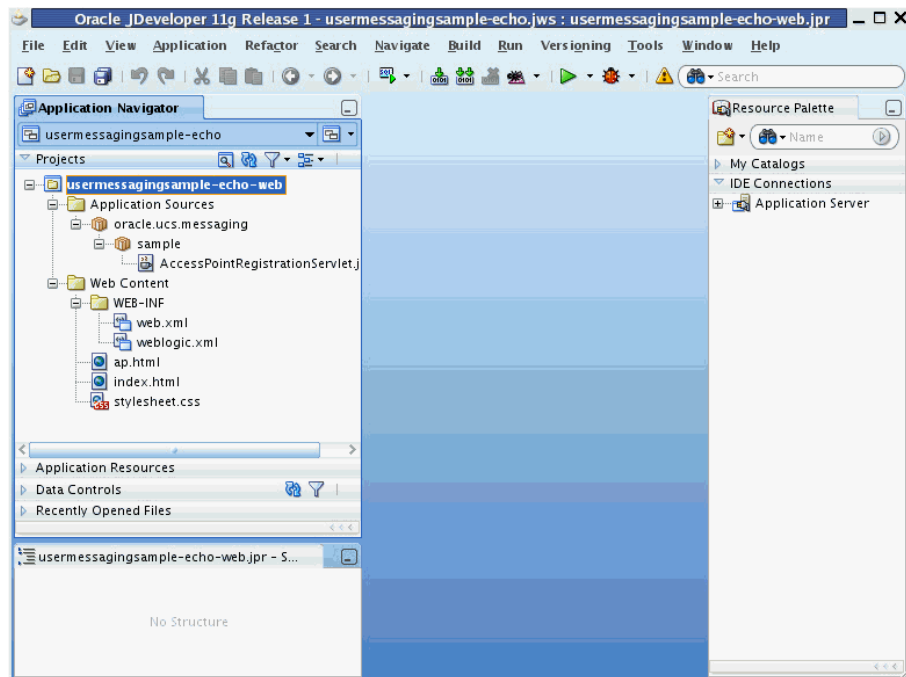 Oracle JDeveloper 11g Release 1 - usermessagingsample-echo.jws : usermessagingsample-echo-web.jpr
File Edit View Application Refactor Search Navigate Build Run Versioning Tools Window Help
Search
Application Navigator
usermessagingsample-echo
Projects
usermessagingsample-echo-web
Application Sources
oracle.ucs.messaging
sample
AccessPointRegistrationServlet.j
Web Content
WEB-INF
web.xml
weblogic.xml
ap.html
index.html
stylesheet.css
Application Resources
Data Controls
Recently Opened Files
usermessagingsample-echo-web.jpr - S...
No Structure
Resource Palette
Name
My Catalogs
IDE Connections
Application Server